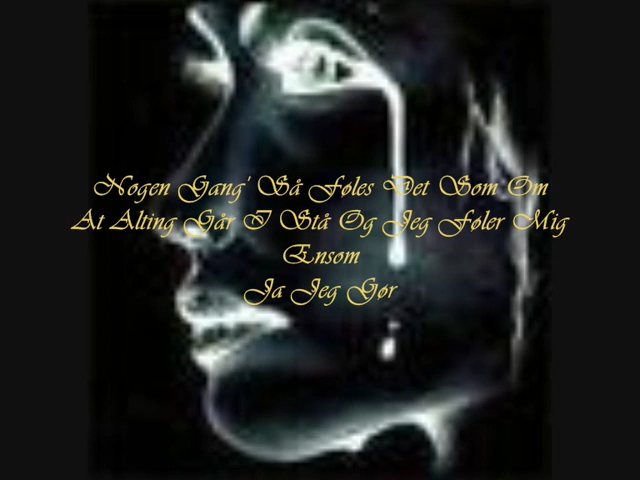 Nogen Gang' Så Føles Det Som Om
At Alting Går I Stå Og Jeg Føler Mig
Ensom
Ja Jeg Gør